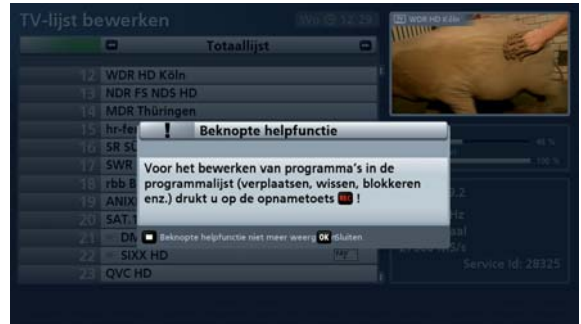 TV-lijst bewerken
Wo 12:29
WDR HD Köln
Totaallijst
12 WDR HD Köln
13 NDR FS NDS HD
14 MDR Thüringen
15 hr-fe
16 SR SÜ
17 SWR
18 rbb B
19 ANIX
20 SAT.1
21
22 SIXX HD
23 QVC HD
! Beknopte helpfunctie
Voor het bewerken van programma's in de
programmalijst (verplaatsen, wissen, blokkeren
enz.) drukt u op de opnametoets REC !
Beknopte helpfunctie niet meer weerg OK Sluiten
100 %
Service Id: 28325